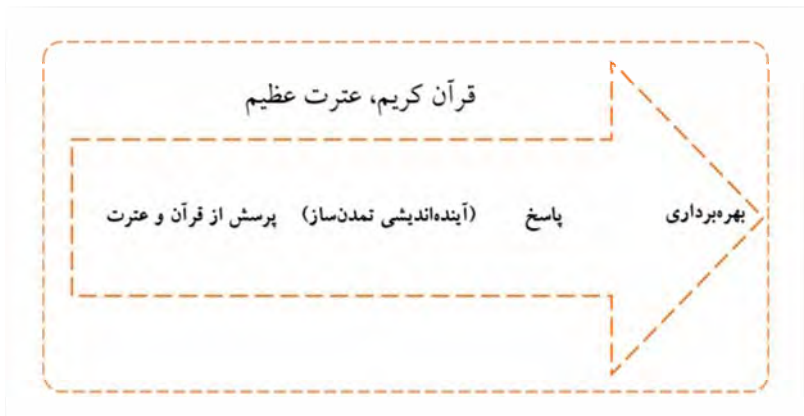 قرآن کریم، عترت عظیم
پرسش از قرآن و عترت (آینده‌اندیشی تمدن‌ساز) پاسخ بهره‌برداری